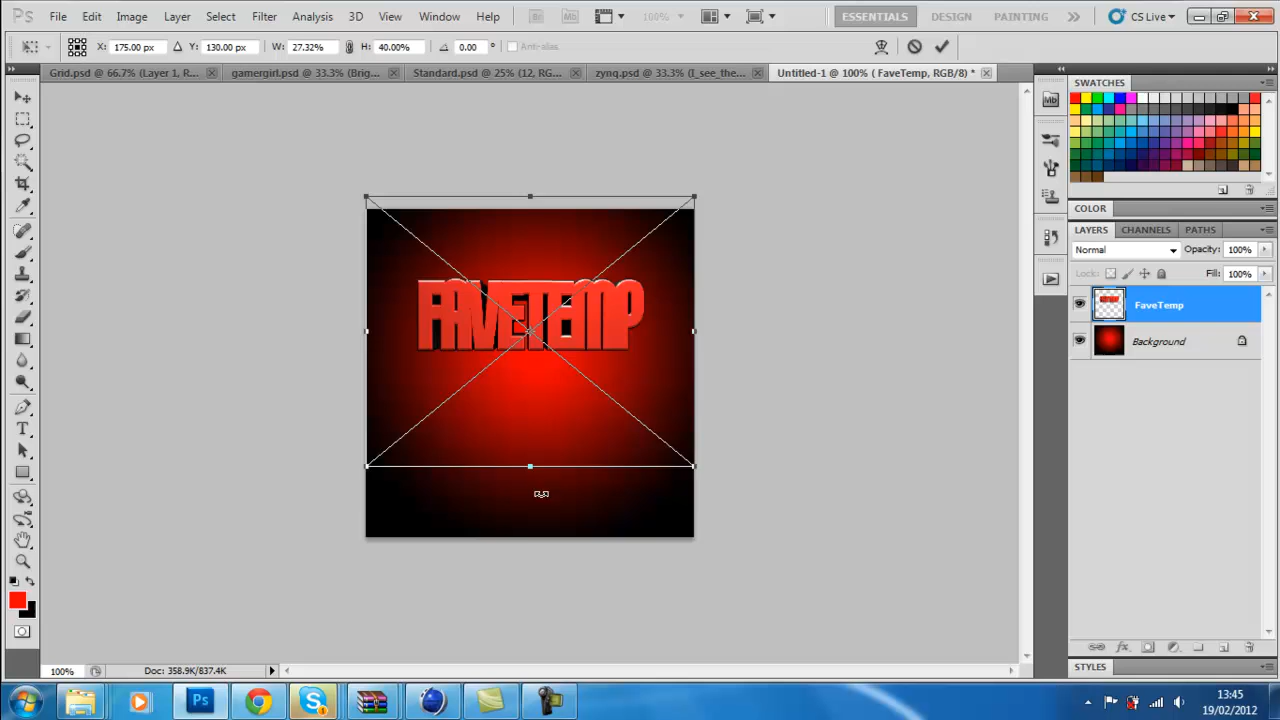 Ps File Edit Image Layer Select Filter Analysis 3D View Window Help Br Mb 100% ESSENTIALS DESIGN PAINTING CS Live
X: 175.00 px Y: 130.00 px W: 27.32% H: 40.00% 0.00 ° Anti-alias
Grid.psd @ 66.7% (Layer 1, R... gamergirl.psd @ 33.3% (Brig... Standard.psd @ 25% (12, RG... zynq.psd @ 33.3% (I_see_the... Untitled-1 @ 100% ( FaveTemp, RGB/8) *
SWATCHES
Mb
COLOR
LAYERS CHANNELS PATHS
Normal Opacity: 100%
Lock: Fill: 100%
FaveTemp
Background
FAVETEMP
STYLES
100% Doc: 358.9K/837.4K
Ps
13:45
19/02/2012